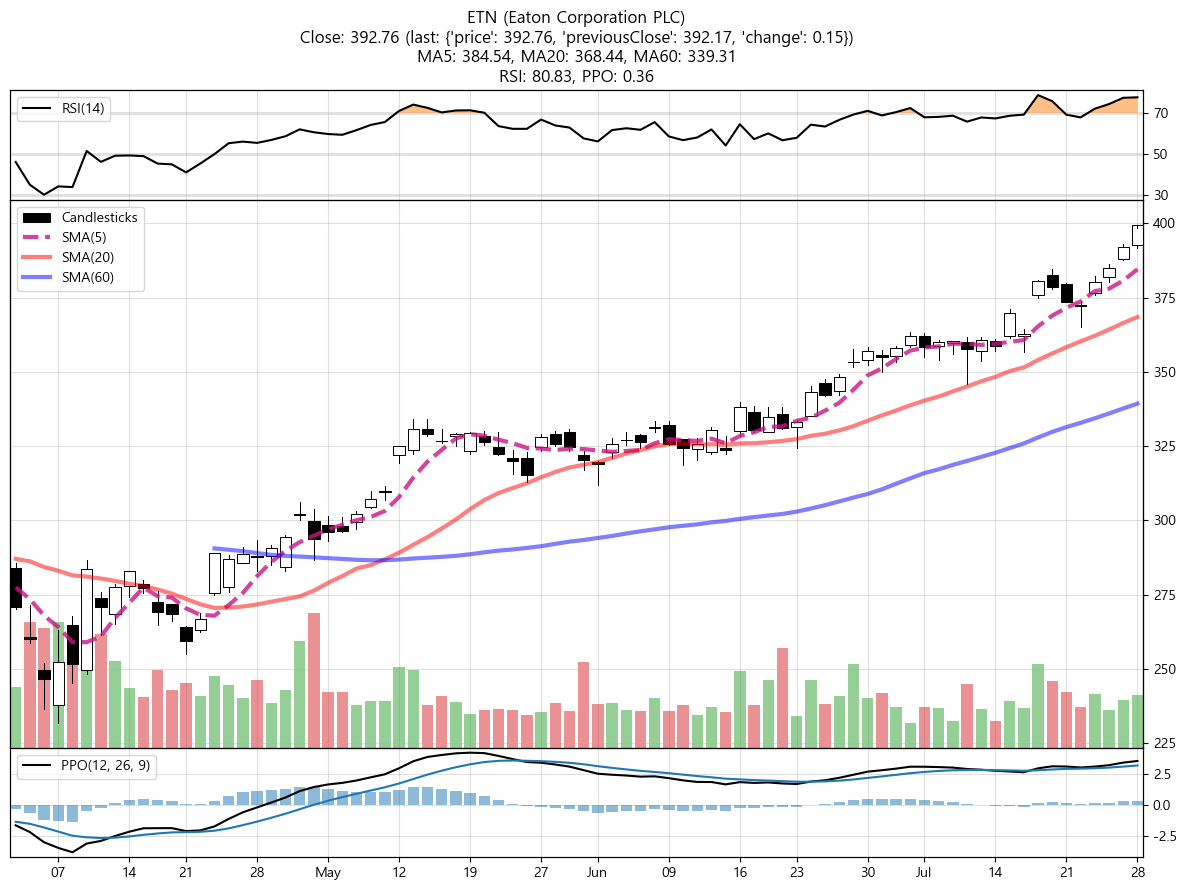 ETN (Eaton Corporation PLC)
Close: 392.76 (last: {'price': 392.76, 'previousClose': 392.17, 'change': 0.15})
MA5: 384.54, MA20: 368.44, MA60: 339.31
RSI: 80.83, PPO: 0.36
RSI(14)
70
50
30
Candlesticks
SMA(5)
SMA(20)
SMA(60)
400
375
350
325
300
275
250
225
PPO(12, 26, 9)
2.5
0.0
-2.5
07 14 21 28 May 12 19 27 Jun 09 16 23 30 Jul 14 21 28